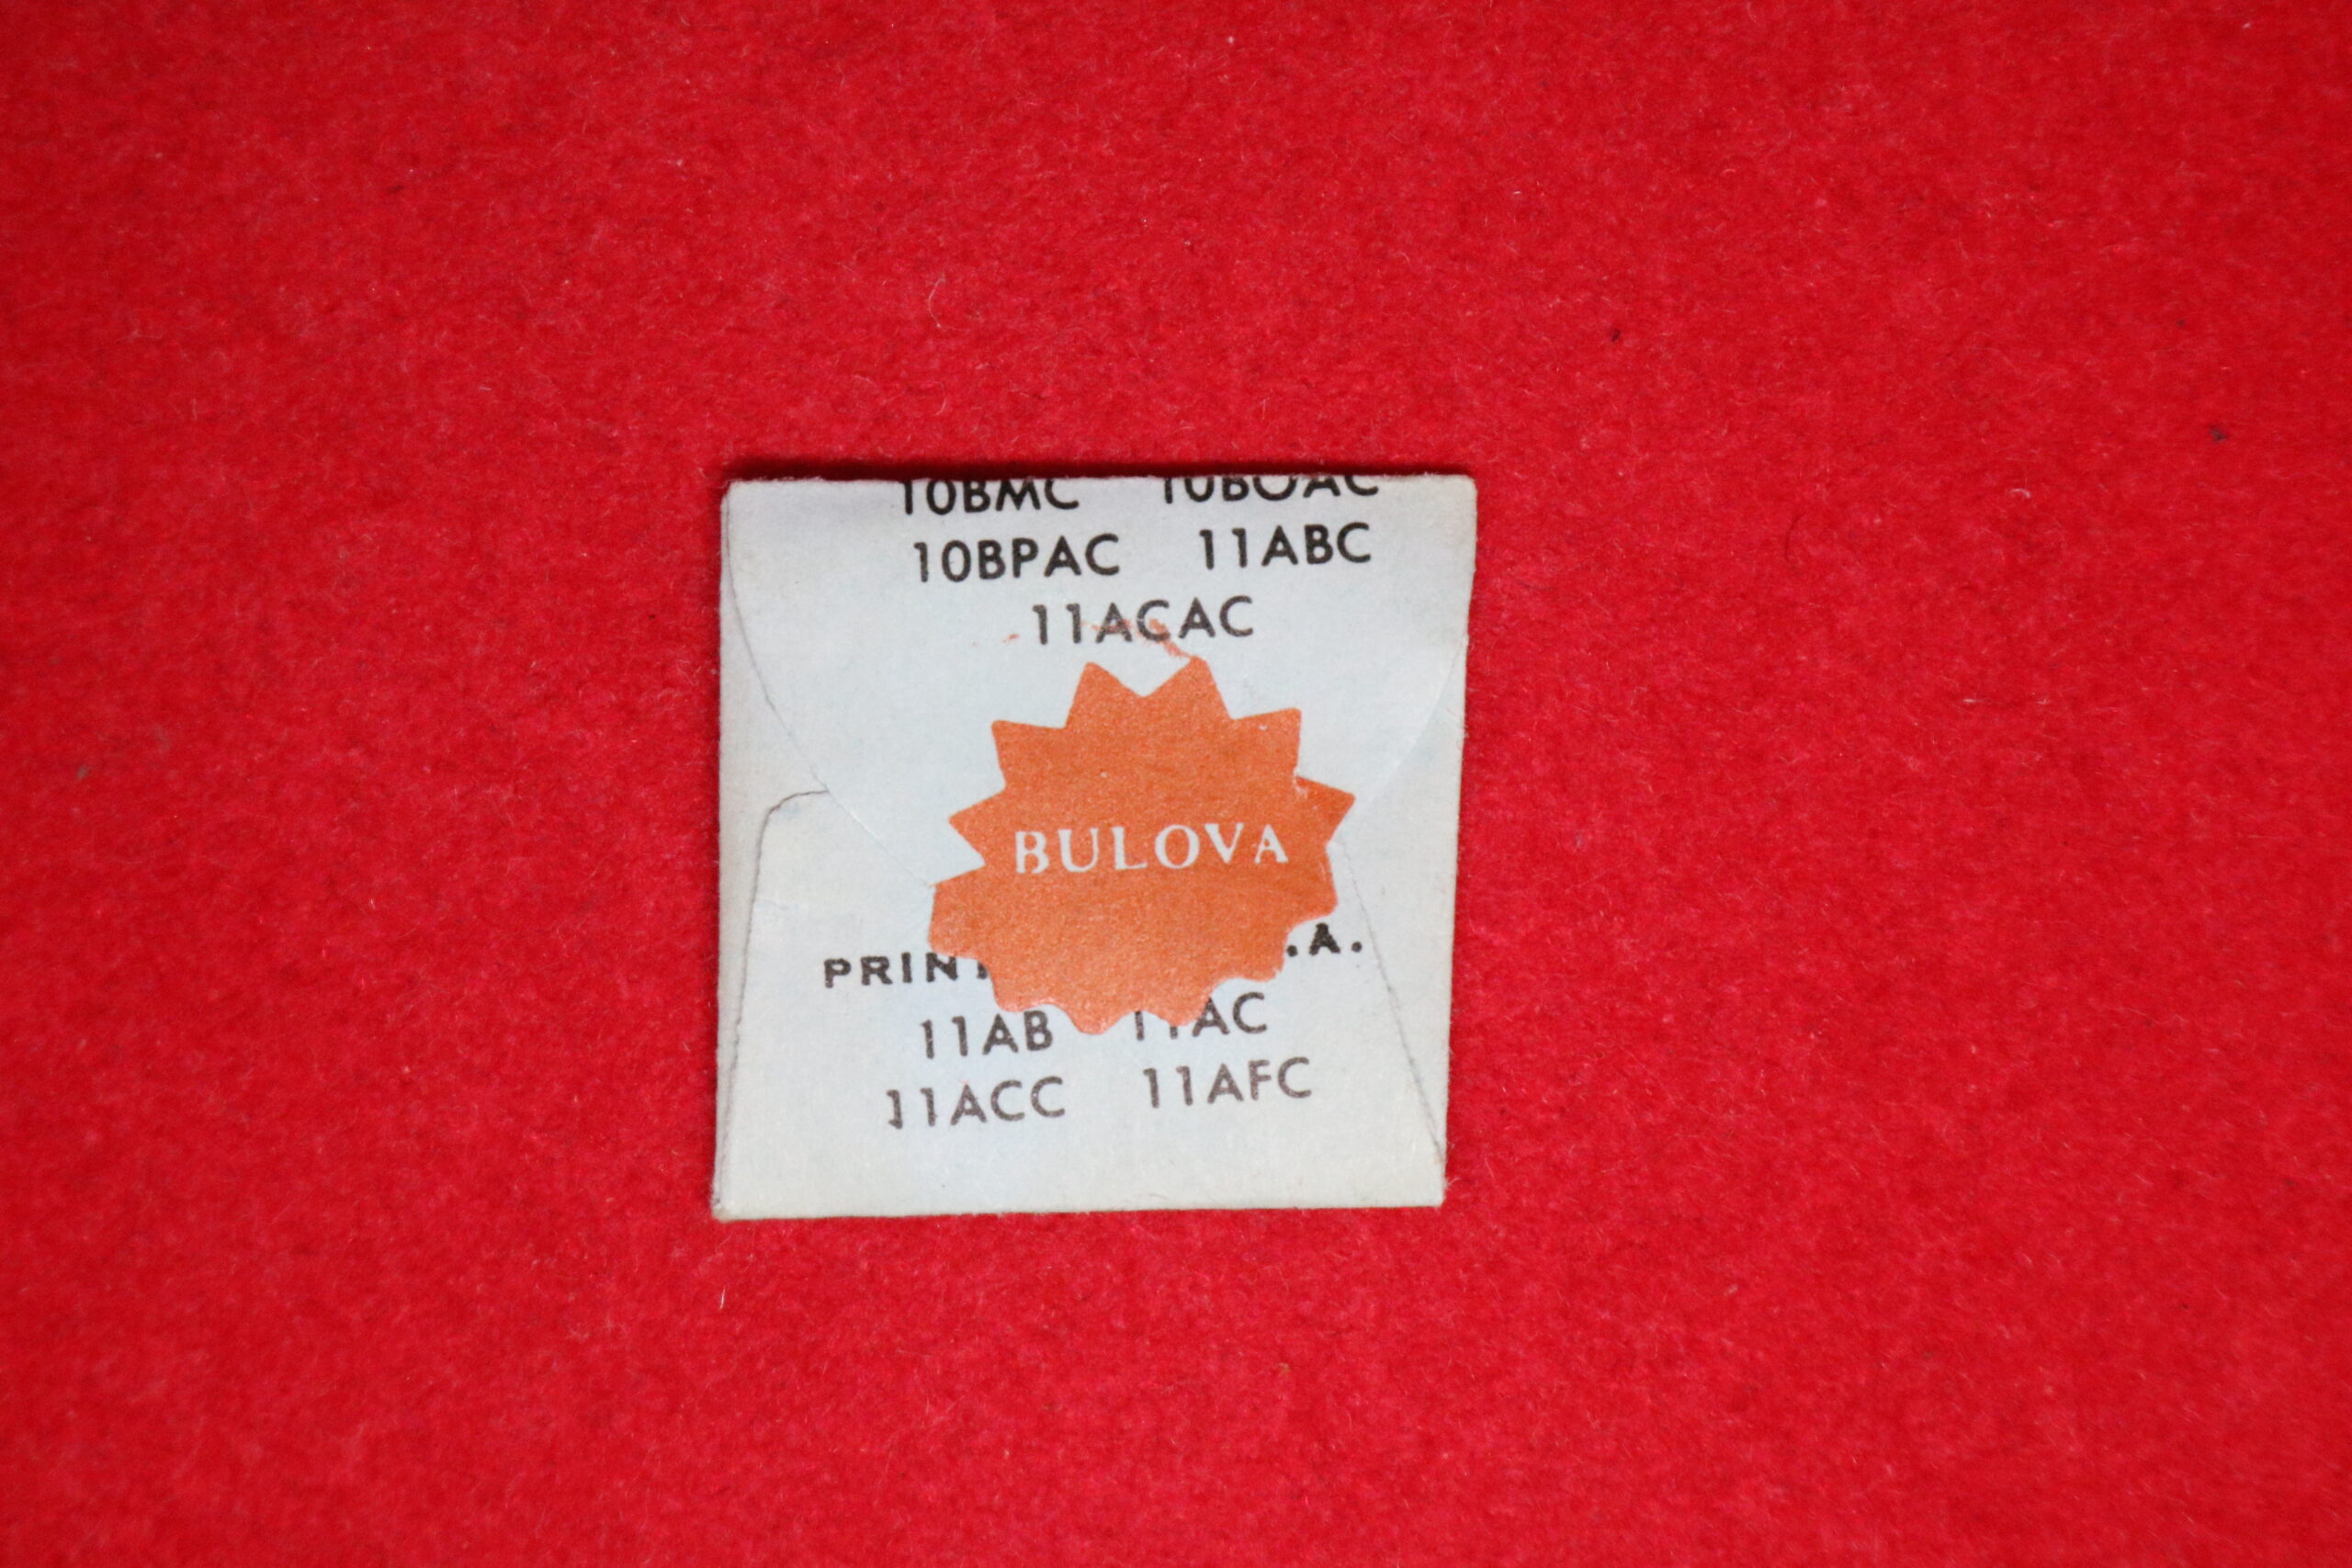 10BMC 10BOAC
10BPAC 11ABC
11ACAC
BULOVA
.A.
11AB 11AC
11ACC 11AFC